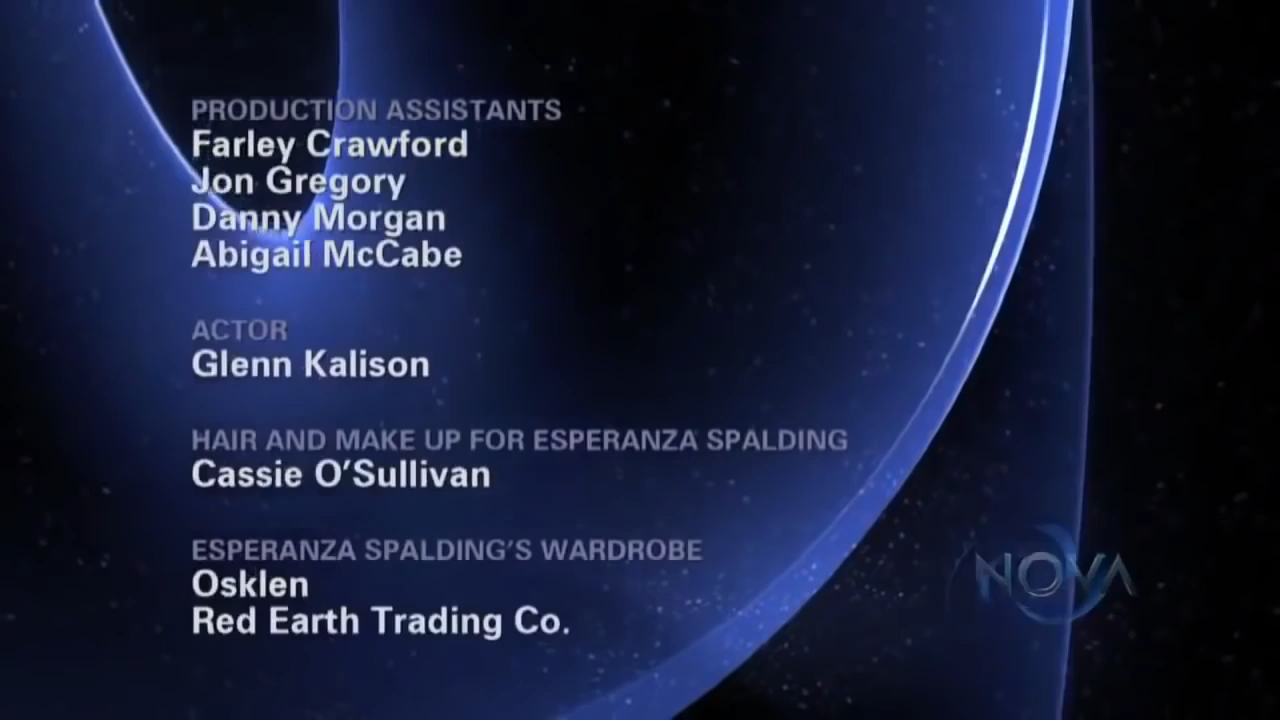 PRODUCTION ASSISTANTS
Farley Crawford
Jon Gregory
Danny Morgan
Abigail McCabe
ACTOR
Glenn Kalison
HAIR AND MAKE UP FOR ESPERANZA SPALDING
Cassie O'Sullivan
ESPERANZA SPALDING'S WARDROBE
Osklen
Red Earth Trading Co.
NOVA